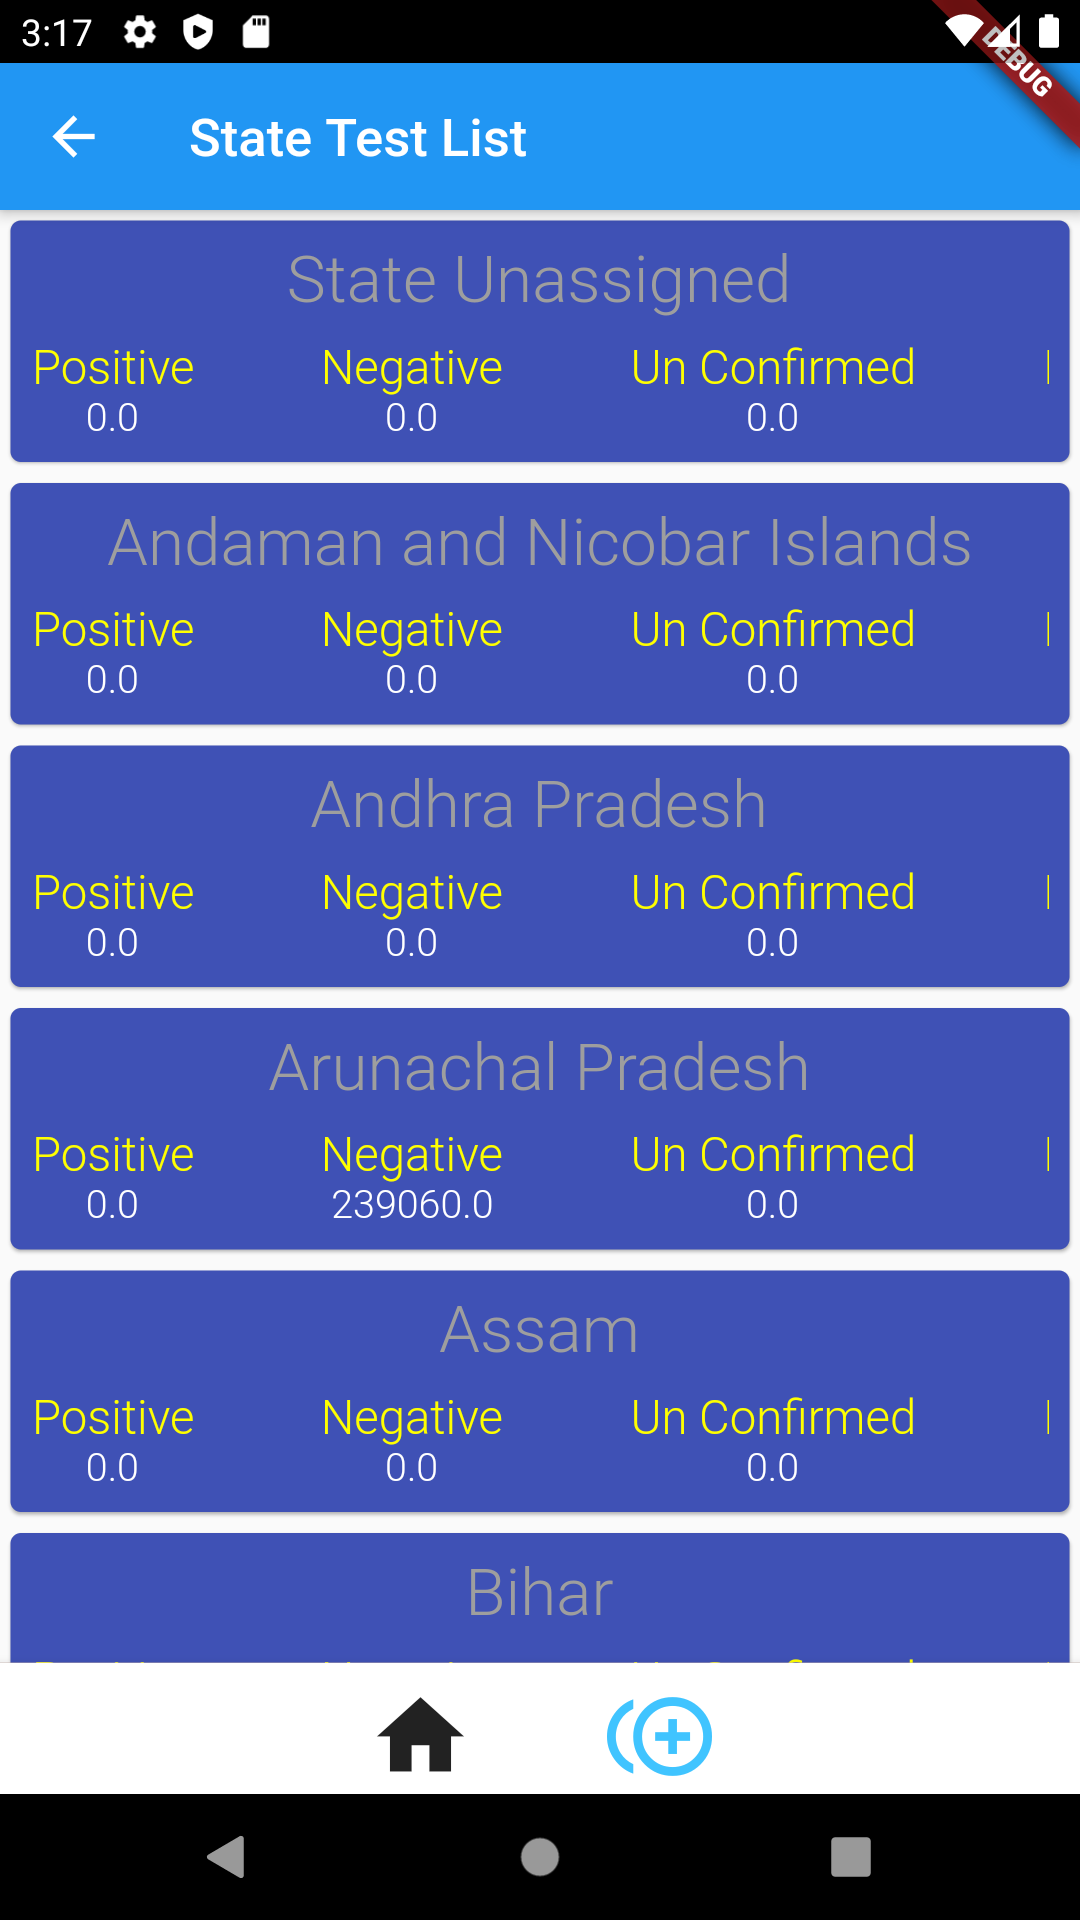 3:17
DEBUG
State Test List
State Unassigned
Positive Negative Un Confirmed
0.0 0.0 0.0
Andaman and Nicobar Islands
Positive Negative Un Confirmed
0.0 0.0 0.0
Andhra Pradesh
Positive Negative Un Confirmed
0.0 0.0 0.0
Arunachal Pradesh
Positive Negative Un Confirmed
0.0 239060.0 0.0
Assam
Positive Negative Un Confirmed
0.0 0.0 0.0
Bihar